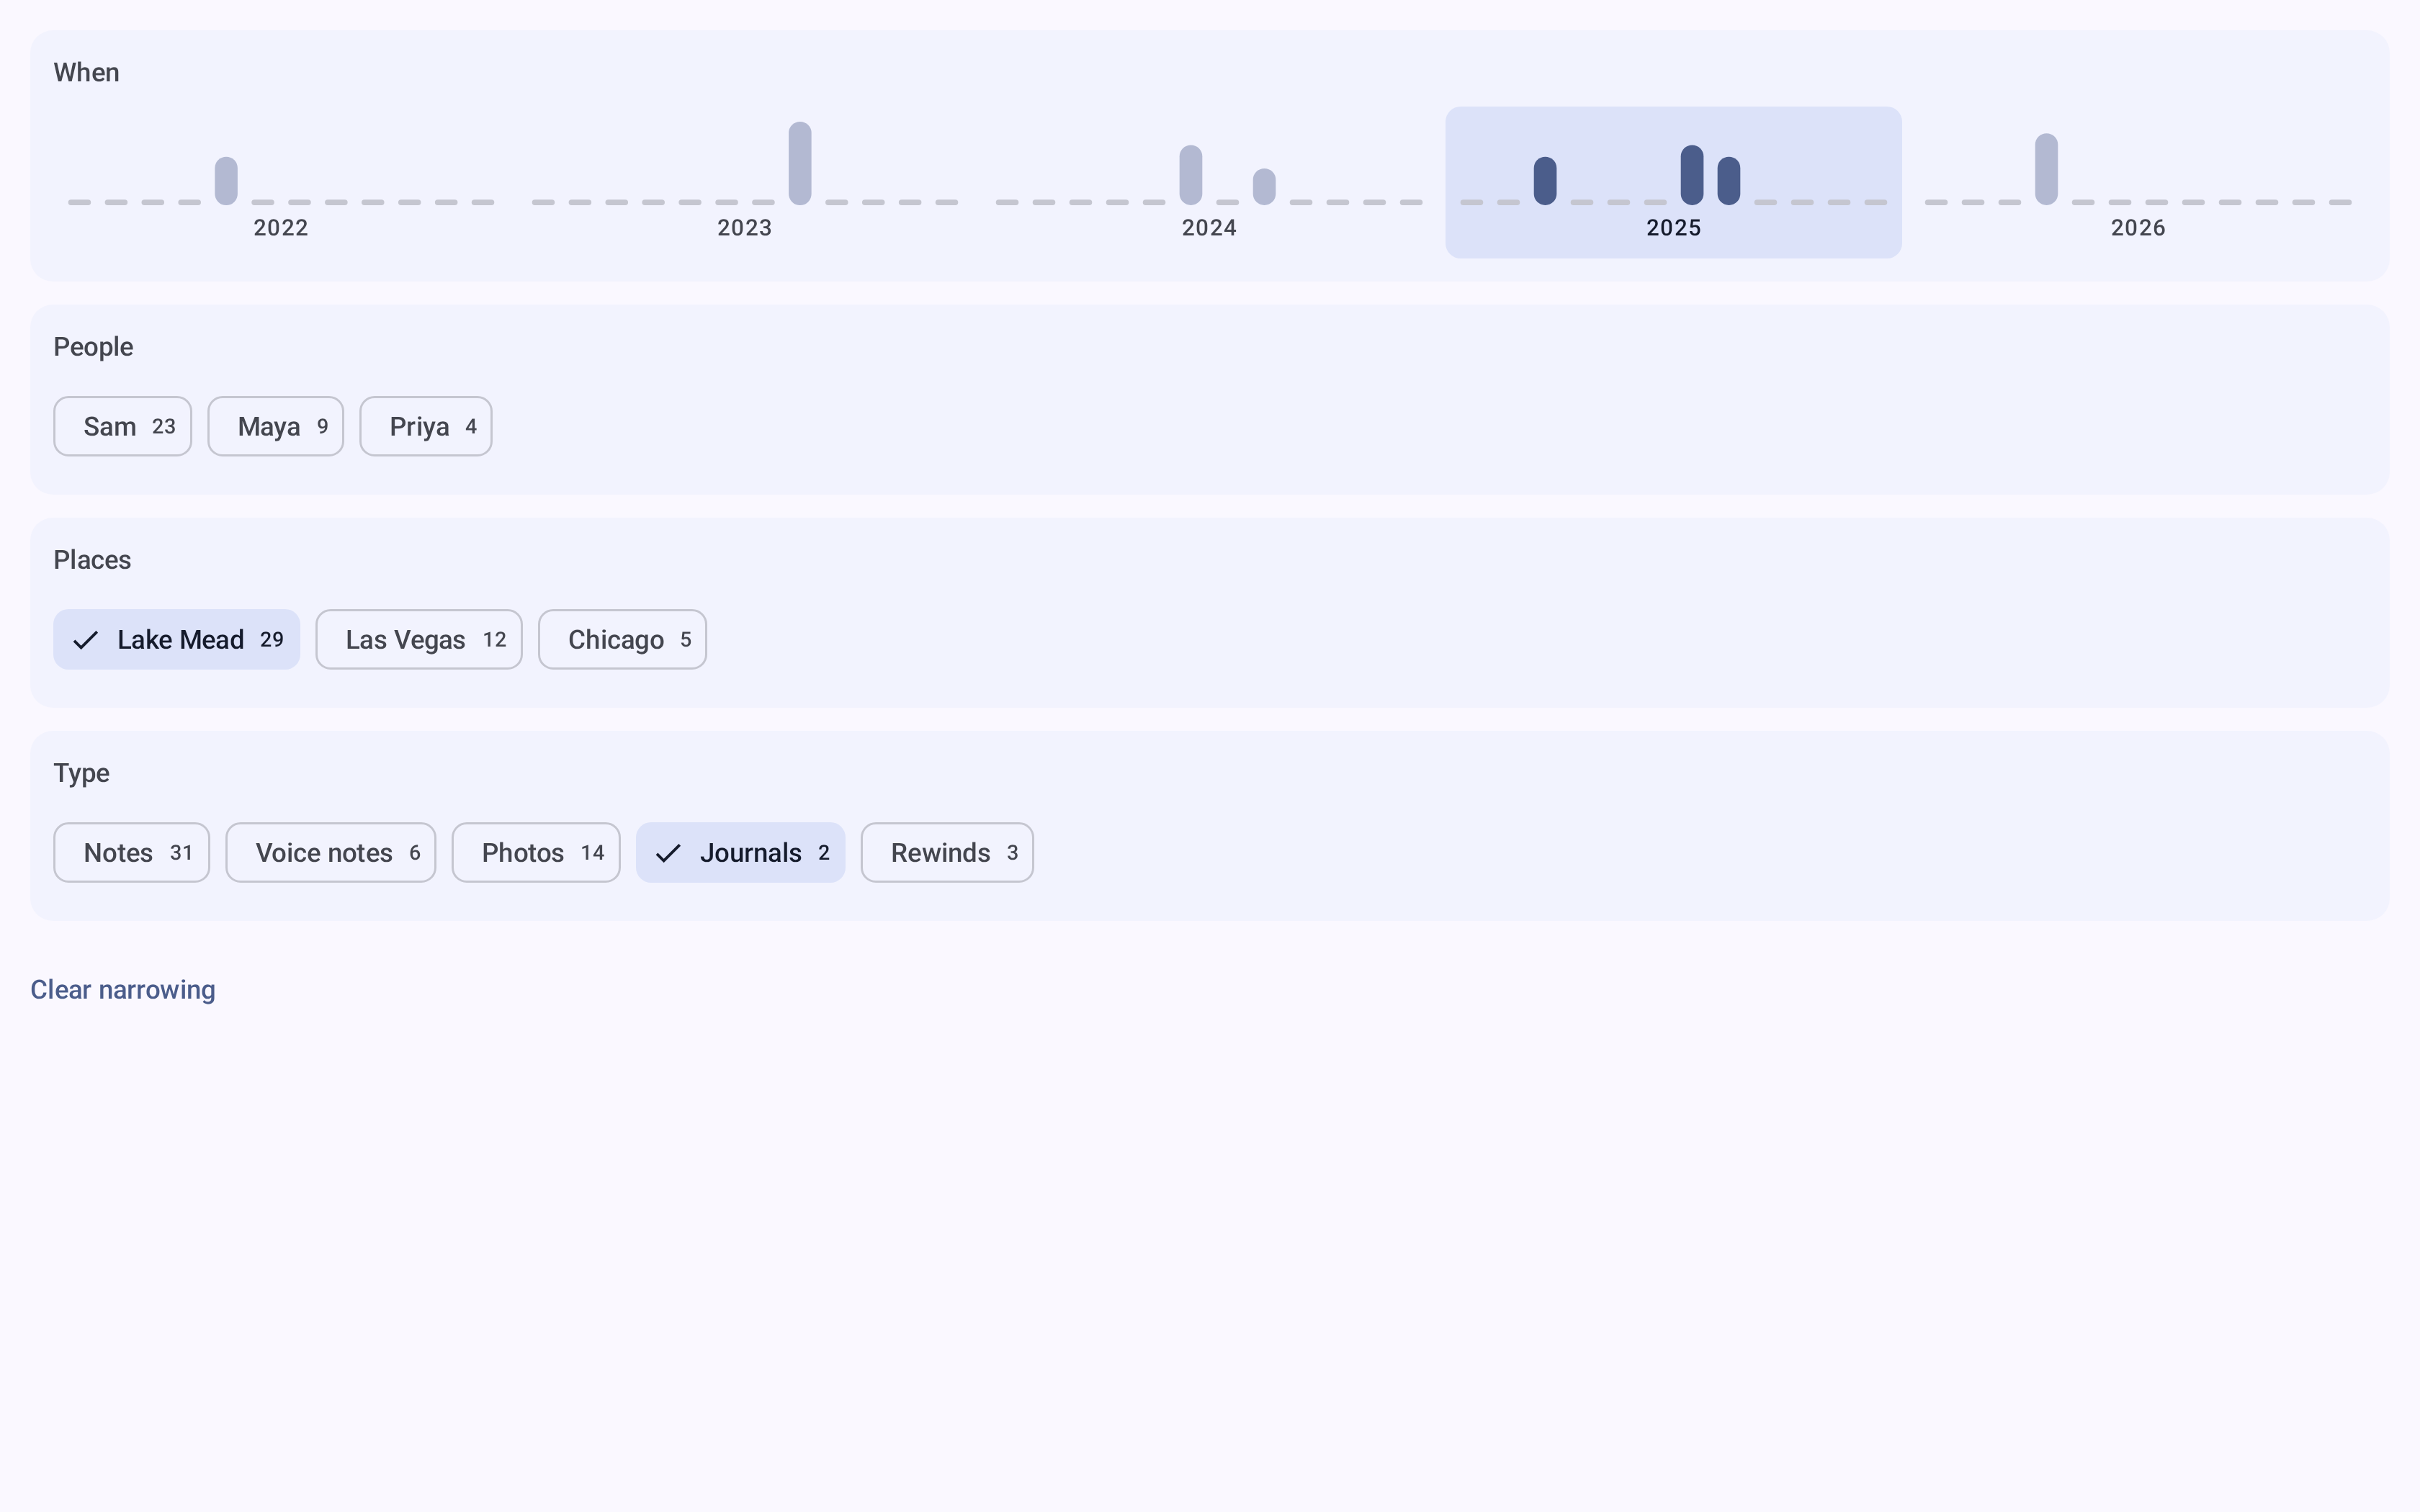 When
2022 2023 2024 2025 2026
People
Sam 23 Maya 9 Priya 4
Places
Lake Mead 29 Las Vegas 12 Chicago 5
Type
Notes 31 Voice notes 6 Photos 14 Journals 2 Rewinds 3
Clear narrowing